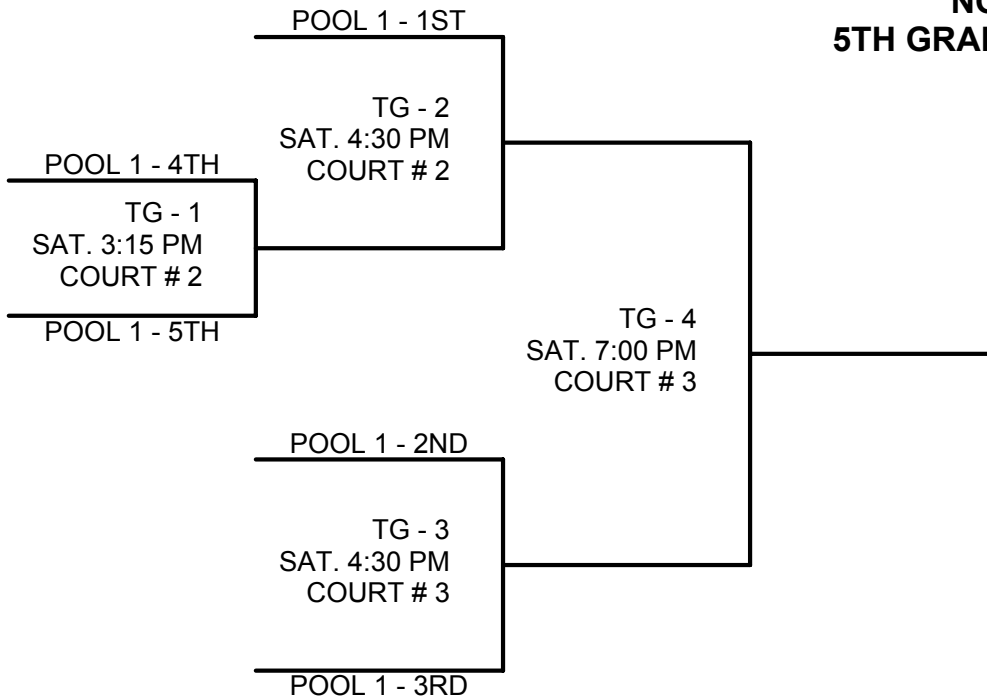 POOL 1 - 1ST
5TH
TG - 2
SAT. 4:30 PM
COURT # 2
POOL 1 - 4TH
TG - 1
SAT. 3:15 PM
COURT # 2
POOL 1 - 5TH
TG - 4
SAT. 7:00 PM
COURT # 3
POOL 1 - 2ND
TG - 3
SAT. 4:30 PM
COURT # 3
POOL 1 - 3RD